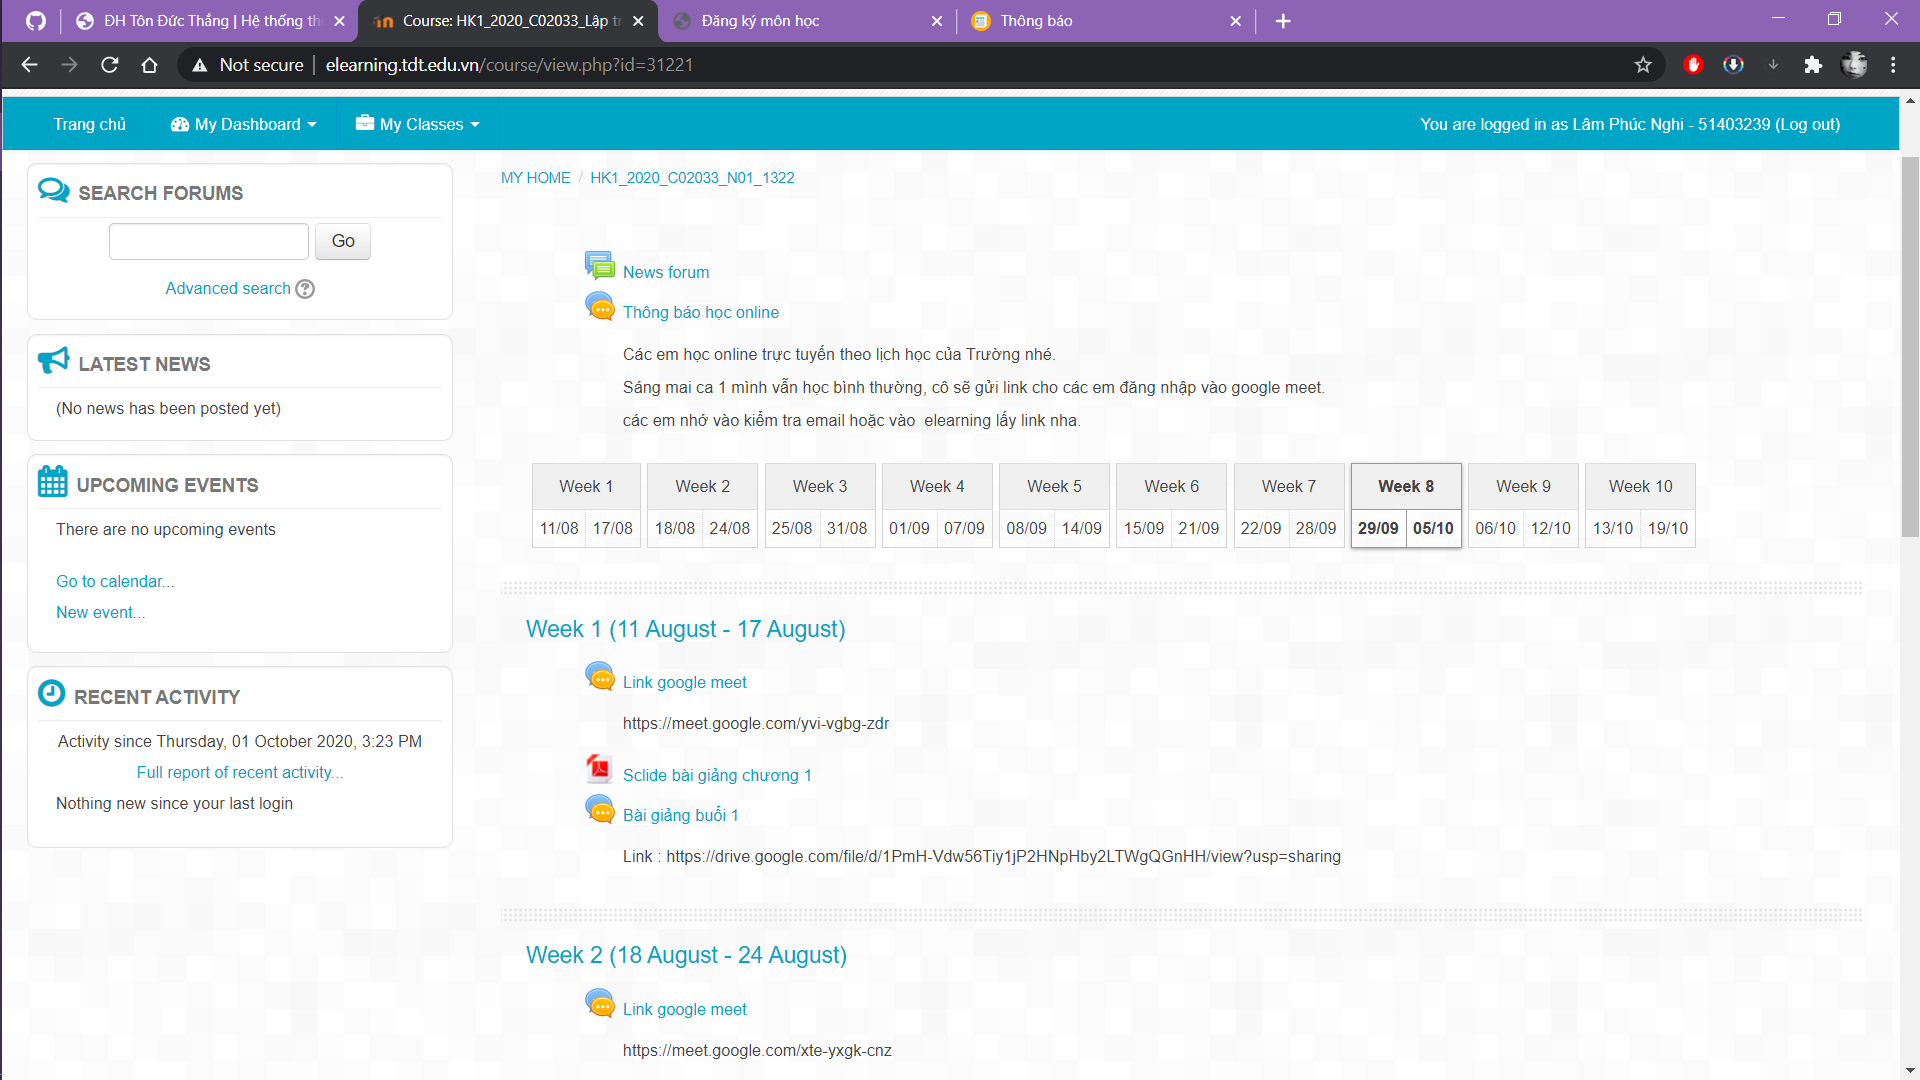 ĐH Tôn Đức Thắng | Hệ thống th
Course: HK1_2020_C02033_Lập tr
Đăng ký môn học
Thông báo
Not secure
elearning.tdt.edu.vn/course/view.php?id=31221
Trang chủ
My Dashboard
My Classes
You are logged in as Lâm Phúc Nghi - 51403239 (Log out)
SEARCH FORUMS
Go
Advanced search
LATEST NEWS
(No news has been posted yet)
UPCOMING EVENTS
There are no upcoming events
Go to calendar...
New event...
RECENT ACTIVITY
Activity since Thursday, 01 October 2020, 3:23 PM
Full report of recent activity...
Nothing new since your last login
MY HOME / HK1_2020_C02033_N01_1322
News forum
Thông báo học online
Các em học online trực tuyến theo lịch học của Trường nhé.
Sáng mai ca 1 mình vẫn học bình thường, cô sẽ gửi link cho các em đăng nhập vào google meet.
các em nhớ vào kiểm tra email hoặc vào  elearning lấy link nha.
Week 1 Week 2 Week 3 Week 4 Week 5 Week 6 Week 7 Week 8 Week 9 Week 10
11/08 17/08 18/08 24/08 25/08 31/08 01/09 07/09 08/09 14/09 15/09 21/09 22/09 28/09 29/09 05/10 06/10 12/10 13/10 19/10
Week 1 (11 August - 17 August)
Link google meet
https://meet.google.com/yvi-vgbg-zdr
Sclide bài giảng chương 1
Bài giảng buổi 1
Link : https://drive.google.com/file/d/1PmH-Vdw56Tiy1jP2HNpHby2LTWgQGnHH/view?usp=sharing
Week 2 (18 August - 24 August)
Link google meet
https://meet.google.com/xte-yxgk-cnz